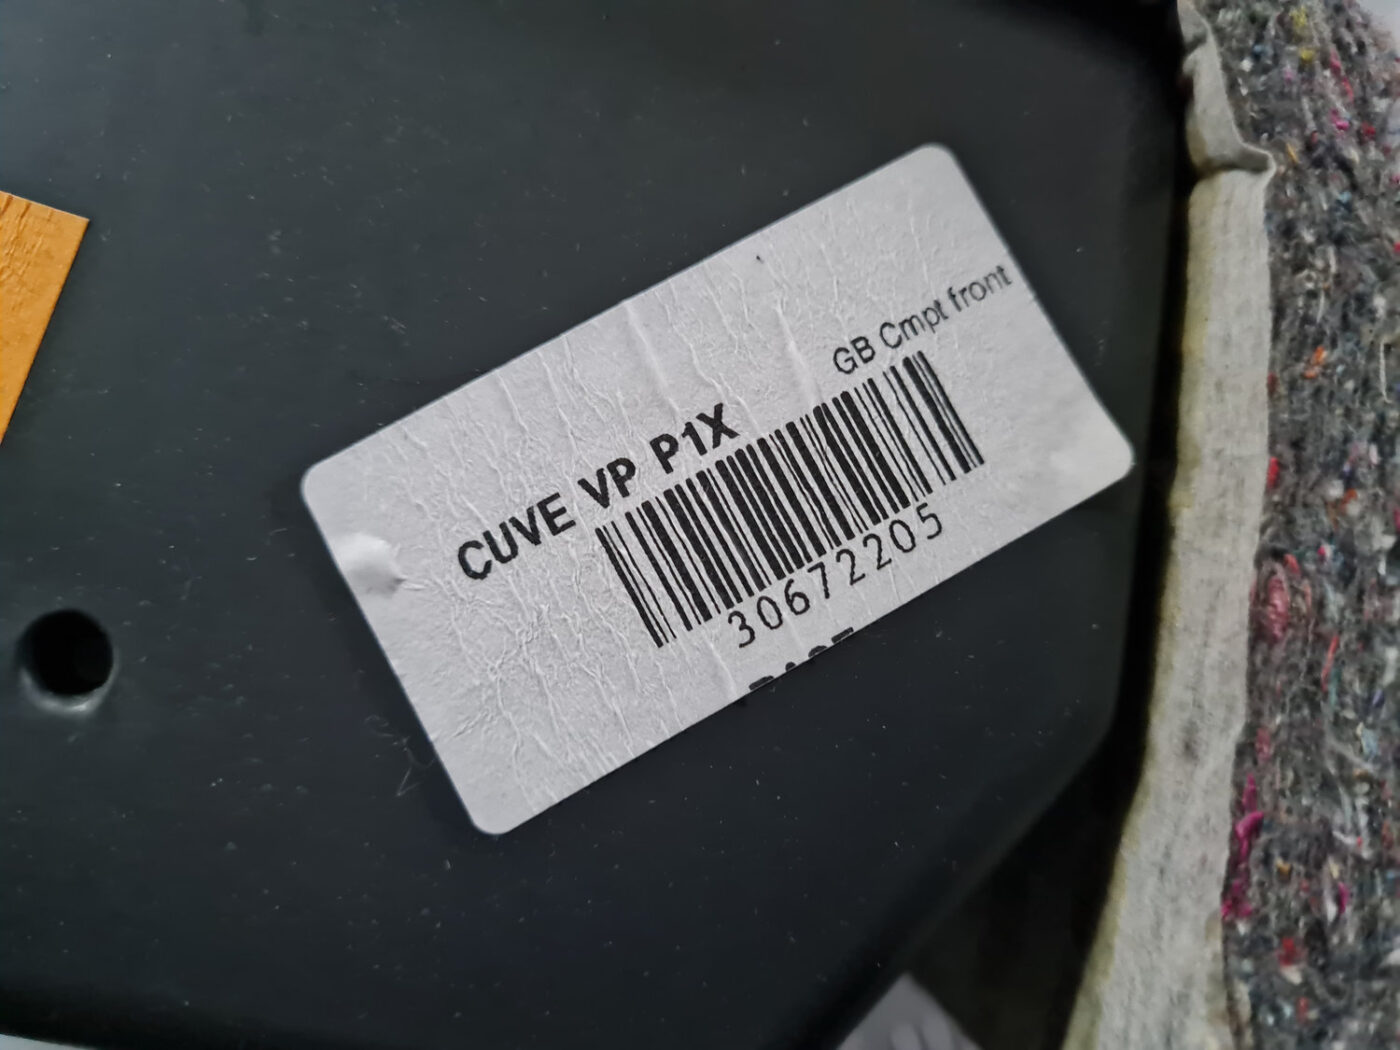 GB Cmpt front
CUVE VP P1X
30672205